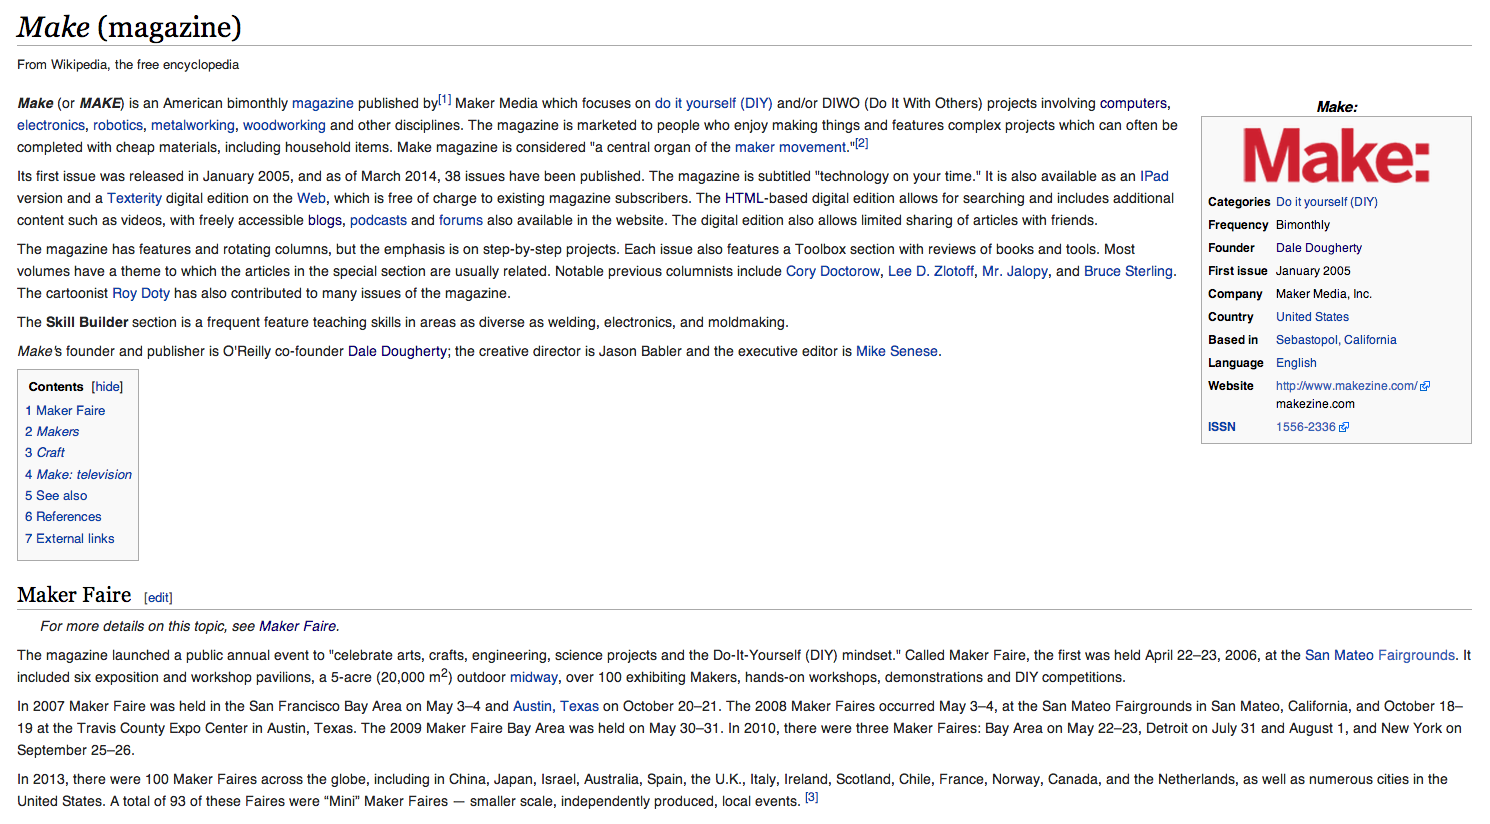 Make (magazine)
From Wikipedia, the free encyclopedia
Make (or MAKE) is an American bimonthly magazine published by[1] Maker Media which focuses on do it yourself (DIY) and/or DIWO (Do It With Others) projects involving computers,
electronics, robotics, metalworking, woodworking and other disciplines. The magazine is marketed to people who enjoy making things and features complex projects which can often be
completed with cheap materials, including household items. Make magazine is considered "a central organ of the maker movement."[2]
Its first issue was released in January 2005, and as of March 2014, 38 issues have been published. The magazine is subtitled "technology on your time." It is also available as an IPad
version and a Texterity digital edition on the Web, which is free of charge to existing magazine subscribers. The HTML-based digital edition allows for searching and includes additional
content such as videos, with freely accessible blogs, podcasts and forums also available in the website. The digital edition also allows limited sharing of articles with friends.
The magazine has features and rotating columns, but the emphasis is on step-by-step projects. Each issue also features a Toolbox section with reviews of books and tools. Most
volumes have a theme to which the articles in the special section are usually related. Notable previous columnists include Cory Doctorow, Lee D. Zlotoff, Mr. Jalopy, and Bruce Sterling.
The cartoonist Roy Doty has also contributed to many issues of the magazine.
The Skill Builder section is a frequent feature teaching skills in areas as diverse as welding, electronics, and moldmaking.
Make's founder and publisher is O'Reilly co-founder Dale Dougherty; the creative director is Jason Babler and the executive editor is Mike Senese.
Make:
Make:
Categories Do it yourself (DIY)
Frequency Bimonthly
Founder Dale Dougherty
First issue January 2005
Company Maker Media, Inc.
Country United States
Based in Sebastopol, California
Language English
Website http://www.makezine.com/
makezine.com
ISSN 1556-2336
Contents [hide]
1 Maker Faire
2 Makers
3 Craft
4 Make: television
5 See also
6 References
7 External links
Maker Faire [edit]
For more details on this topic, see Maker Faire.
The magazine launched a public annual event to "celebrate arts, crafts, engineering, science projects and the Do-It-Yourself (DIY) mindset." Called Maker Faire, the first was held April 22–23, 2006, at the San Mateo Fairgrounds. It
included six exposition and workshop pavilions, a 5-acre (20,000 m2) outdoor midway, over 100 exhibiting Makers, hands-on workshops, demonstrations and DIY competitions.
In 2007 Maker Faire was held in the San Francisco Bay Area on May 3–4 and Austin, Texas on October 20–21. The 2008 Maker Faires occurred May 3–4, at the San Mateo Fairgrounds in San Mateo, California, and October 18–
19 at the Travis County Expo Center in Austin, Texas. The 2009 Maker Faire Bay Area was held on May 30–31. In 2010, there were three Maker Faires: Bay Area on May 22–23, Detroit on July 31 and August 1, and New York on
September 25–26.
In 2013, there were 100 Maker Faires across the globe, including in China, Japan, Israel, Australia, Spain, the U.K., Italy, Ireland, Scotland, Chile, France, Norway, Canada, and the Netherlands, as well as numerous cities in the
United States. A total of 93 of these Faires were “Mini” Maker Faires — smaller scale, independently produced, local events. [3]